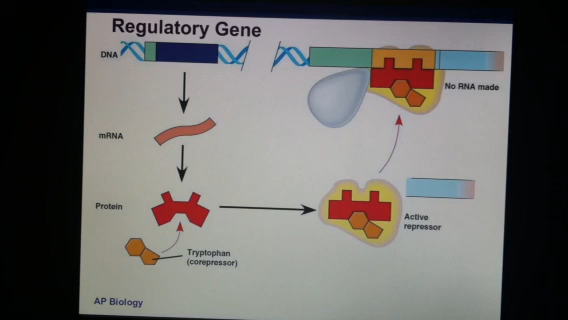 Regulatory Gene
DNA
No RNA made
mRNA
Protein
Active
repressor
Tryptophan
(corepressor)
AP Biology